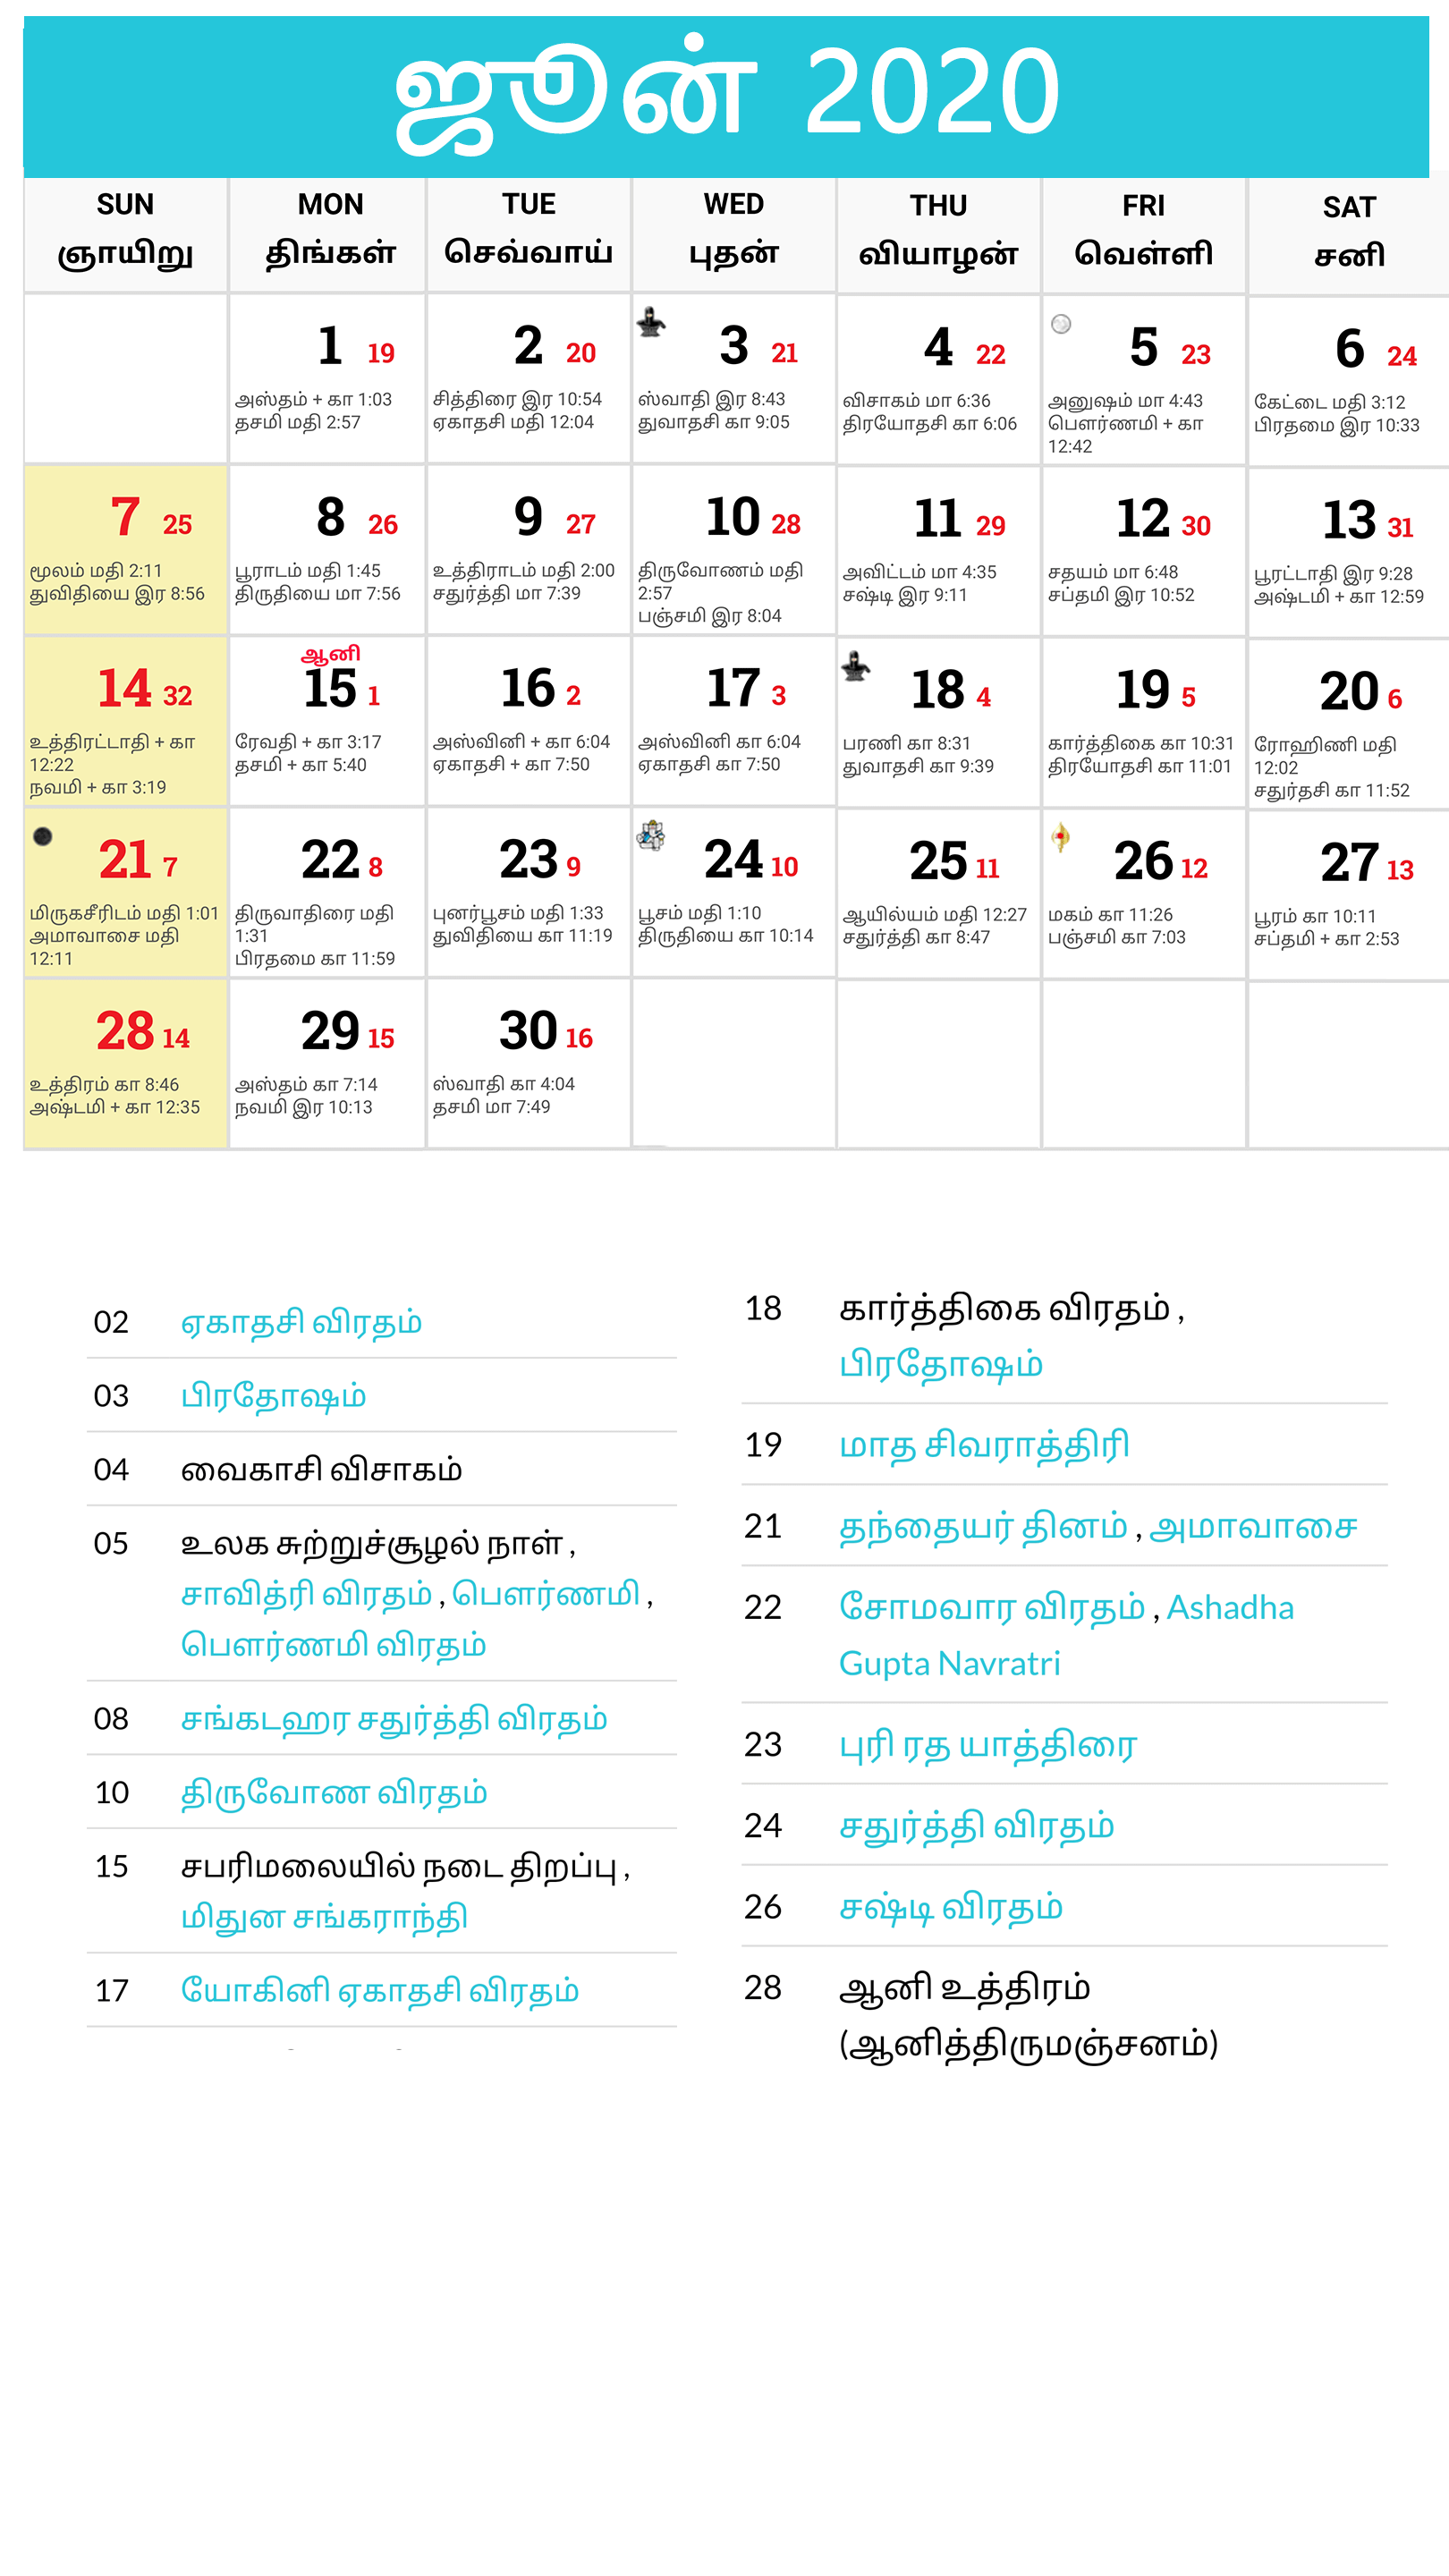 ஜூன் 2020
SUN MON TUE WED THU FRI SAT
ஞாயிறு திங்கள் செவ்வாய் புதன் வியாழன் வெள்ளி சனி
1 19
அஸ்தம் + கா 1:03
தசமி மதி 2:57
2 20
சித்திரை இர 10:54
ஏகாதசி மதி 12:04
3 21
ஸ்வாதி இர 8:43
துவாதசி கா 9:05
4 22
விசாகம் மா 6:36
திரயோதசி கா 6:06
5 23
அனுஷம் மா 4:43
பௌர்ணமி + கா
12:42
6 24
கேட்டை மதி 3:12
பிரதமை இர 10:33
7 25
மூலம் மதி 2:11
துவிதியை இர 8:56
8 26
பூராடம் மதி 1:45
திருதியை மா 7:56
9 27
உத்திராடம் மதி 2:00
சதுர்த்தி மா 7:39
10 28
திருவோணம் மதி
2:57
பஞ்சமி இர 8:04
11 29
அவிட்டம் மா 4:35
சஷ்டி இர 9:11
12 30
சதயம் மா 6:48
சப்தமி இர 10:52
13 31
பூரட்டாதி இர 9:28
அஷ்டமி + கா 12:59
14 32
உத்திரட்டாதி + கா
12:22
நவமி + கா 3:19
ஆனி
15 1
ரேவதி + கா 3:17
தசமி + கா 5:40
16 2
அஸ்வினி + கா 6:04
ஏகாதசி + கா 7:50
17 3
அஸ்வினி கா 6:04
ஏகாதசி கா 7:50
18 4
பரணி கா 8:31
துவாதசி கா 9:39
19 5
கார்த்திகை கா 10:31
திரயோதசி கா 11:01
20 6
ரோஹிணி மதி
12:02
சதுர்தசி கா 11:52
21 7
மிருகசீரிடம் மதி 1:01
அமாவாசை மதி
12:11
22 8
திருவாதிரை மதி
1:31
பிரதமை கா 11:59
23 9
புனர்பூசம் மதி 1:33
துவிதியை கா 11:19
24 10
பூசம் மதி 1:10
திருதியை கா 10:14
25 11
ஆயில்யம் மதி 12:27
சதுர்த்தி கா 8:47
26 12
மகம் கா 11:26
பஞ்சமி கா 7:03
27 13
பூரம் கா 10:11
சப்தமி + கா 2:53
28 14
உத்திரம் கா 8:46
அஷ்டமி + கா 12:35
29 15
அஸ்தம் கா 7:14
நவமி இர 10:13
30 16
ஸ்வாதி கா 4:04
தசமி மா 7:49
02 ஏகாதசி விரதம்
03 பிரதோஷம்
04 வைகாசி விசாகம்
05 உலக சுற்றுச்சூழல் நாள் ,
சாவித்ரி விரதம் , பௌர்ணமி ,
பௌர்ணமி விரதம்
08 சங்கடஹர சதுர்த்தி விரதம்
10 திருவோண விரதம்
15 சபரிமலையில் நடை திறப்பு ,
மிதுன சங்கராந்தி
17 யோகினி ஏகாதசி விரதம்
18 கார்த்திகை விரதம் ,
பிரதோஷம்
19 மாத சிவராத்திரி
21 தந்தையர் தினம் , அமாவாசை
22 சோமவார விரதம் , Ashadha
Gupta Navratri
23 புரி ரத யாத்திரை
24 சதுர்த்தி விரதம்
26 சஷ்டி விரதம்
28 ஆனி உத்திரம்
(ஆனித்திருமஞ்சனம்)